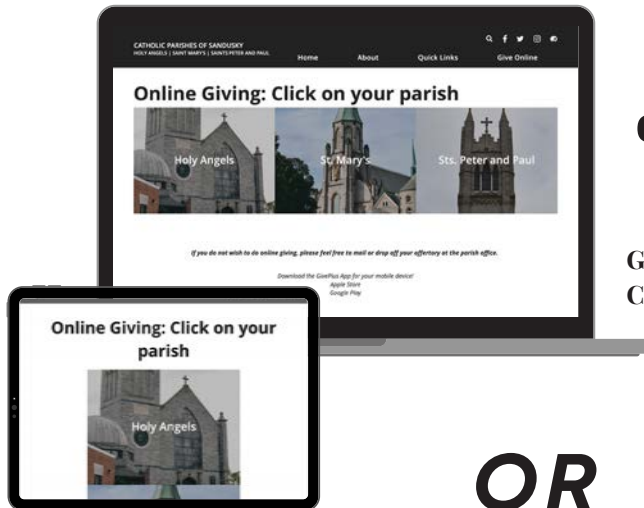 CATHOLIC PARISHES OF SANDUSKY
HOLY ANGELS | SAINT MARY'S | SAINTS PETER AND PAUL
Home About Quick Links Give Online
Online Giving: Click on your parish
Holy Angels St. Mary's Sts. Peter and Paul
If you do not wish to do online giving, please feel free to mail or drop off your offertory at the parish office.
Download the GivePlus App for your mobile device!
Apple Store
Google Play
Online Giving: Click on your
parish
Holy Angels
G
C
OR